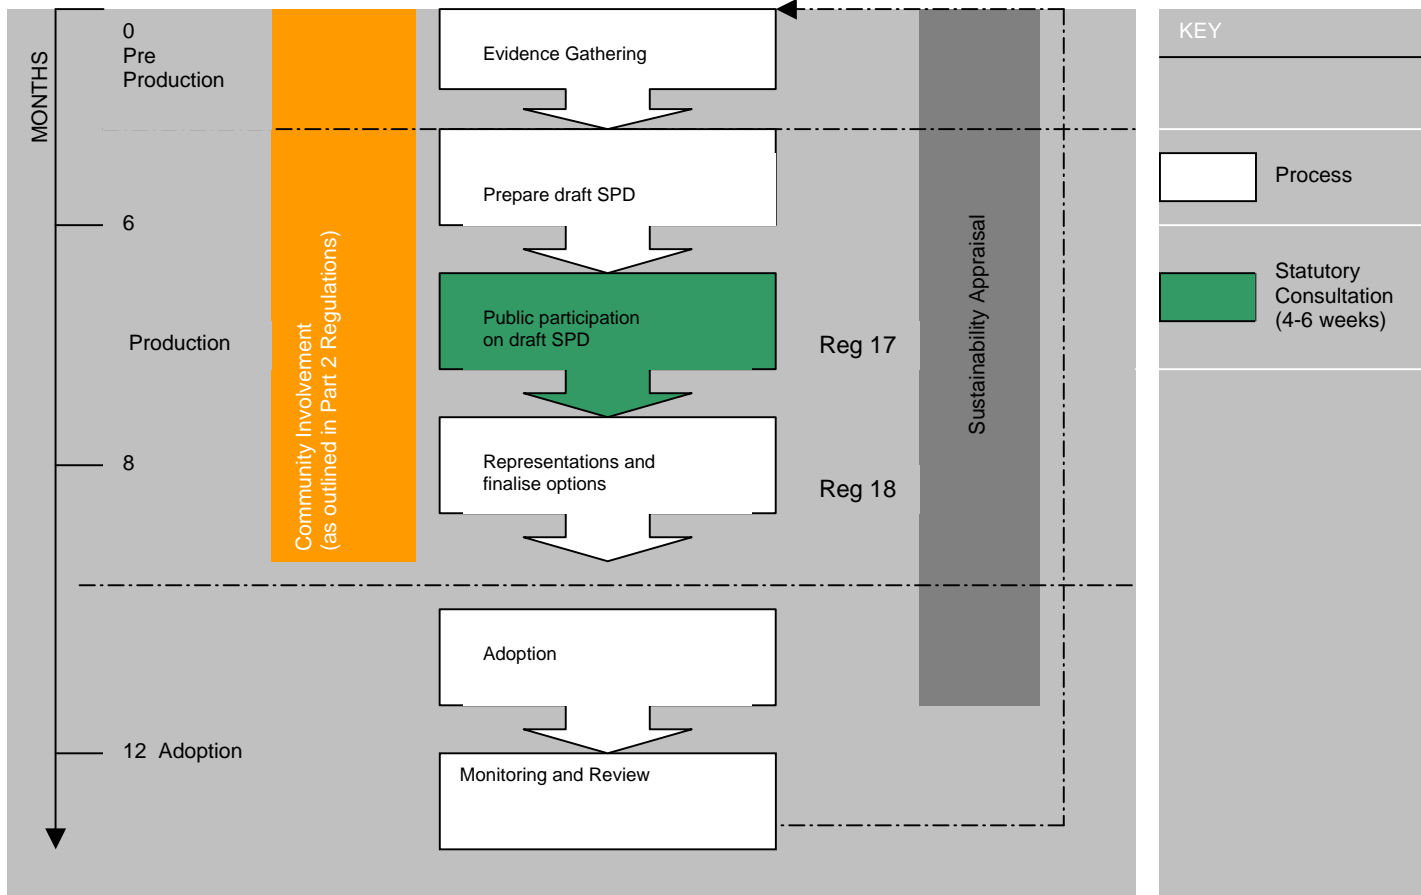 MONTHS
0
Pre
Production
6
Production
8
12 Adoption
Community Involvement
(as outlined in Part 2 Regulations)
Evidence Gathering
Prepare draft SPD
Public participation
on draft SPD
Representations and
finalise options
Adoption
Monitoring and Review
Reg 17
Reg 18
Sustainability Appraisal
KEY
Process
Statutory
Consultation
(4-6 weeks)